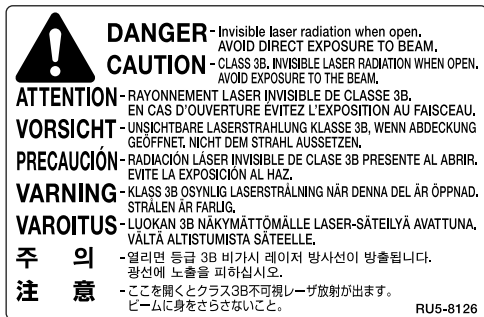 DANGER - Invisible laser radiation when open.
AVOID DIRECT EXPOSURE TO BEAM.
CAUTION - CLASS 3B. INVISIBLE LASER RADIATION WHEN OPEN.
AVOID EXPOSURE TO THE BEAM.
ATTENTION - RAYONNEMENT LASER INVISIBLE DE CLASSE 3B.
EN CAS D'OUVERTURE ÉVITEZ L'EXPOSITION AU FAISCEAU.
VORSICHT - UNSICHTBARE LASERSTRAHLUNG KLASSE 3B, WENN ABDECKUNG
GEÖFFNET. NICHT DEM STRAHL AUSSETZEN.
PRECAUCIÓN - RADIACIÓN LÁSER INVISIBLE DE CLASE 3B PRESENTE AL ABRIR.
EVITE LA EXPOSICIÓN AL HAZ.
VARNING - KLASS 3B OSYNLIG LASERSTRÅLNING NÄR DENNA DEL ÄR ÖPPNAD.
STRÅLEN ÄR FARLIG.
VAROITUS - LUOKAN 3B NÄKYMÄTTÖMÄLLE LASER-SÄTEILYÄ AVATTUNA.
VÄLTÄ ALTISTUMISTA SÄTEELLE.
주 의 - 열리면 등급 3B 비가시 레이저 방사선이 방출됩니다.
광선에 노출을 피하십시오.
注 意 - ここを開くとクラス3B不可視レーザ放射が出ます。
ビームに身をさらさないこと。
RU5-8126